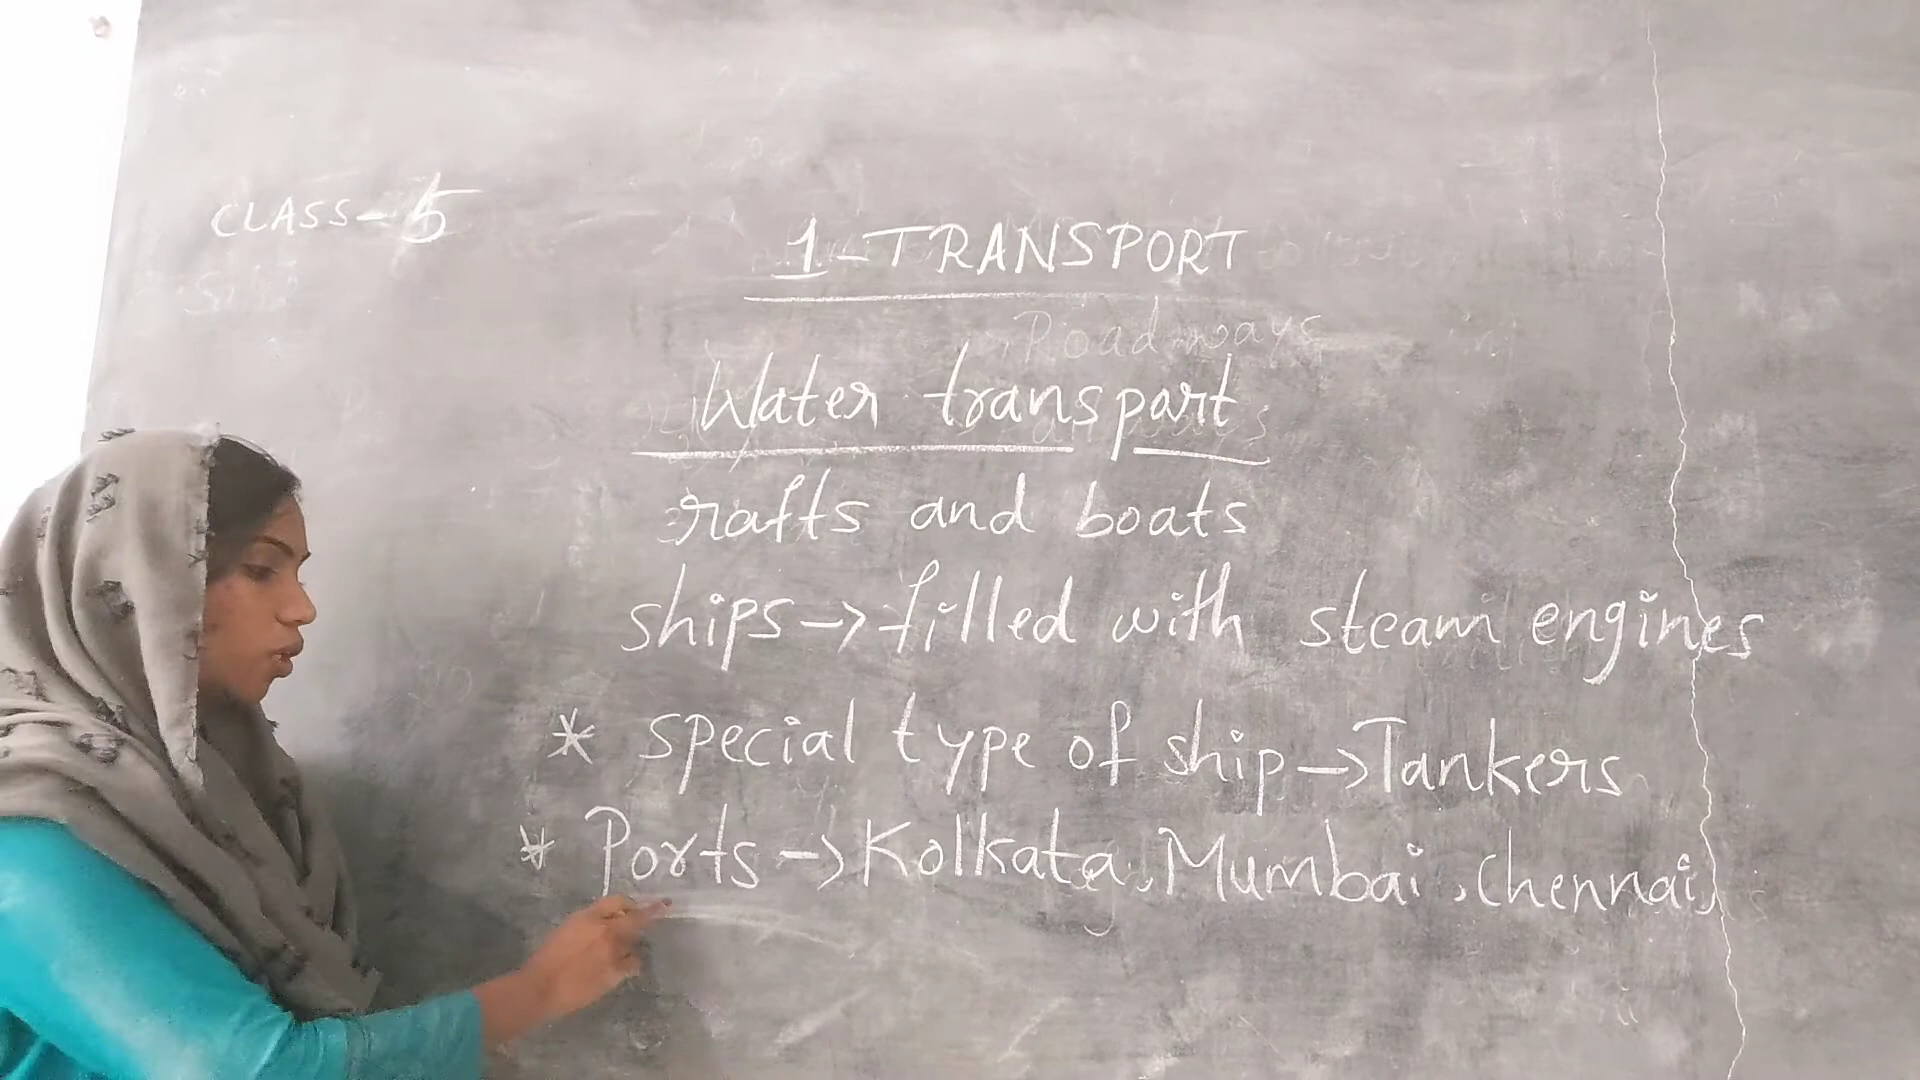 CLASS-5
1-TRANSPORT
Roadways
Water transport
rafts and boats
ships→filled with steam engines
* special type of ship→Tankers
* Ports→Kolkata, Mumbai, Chennai,